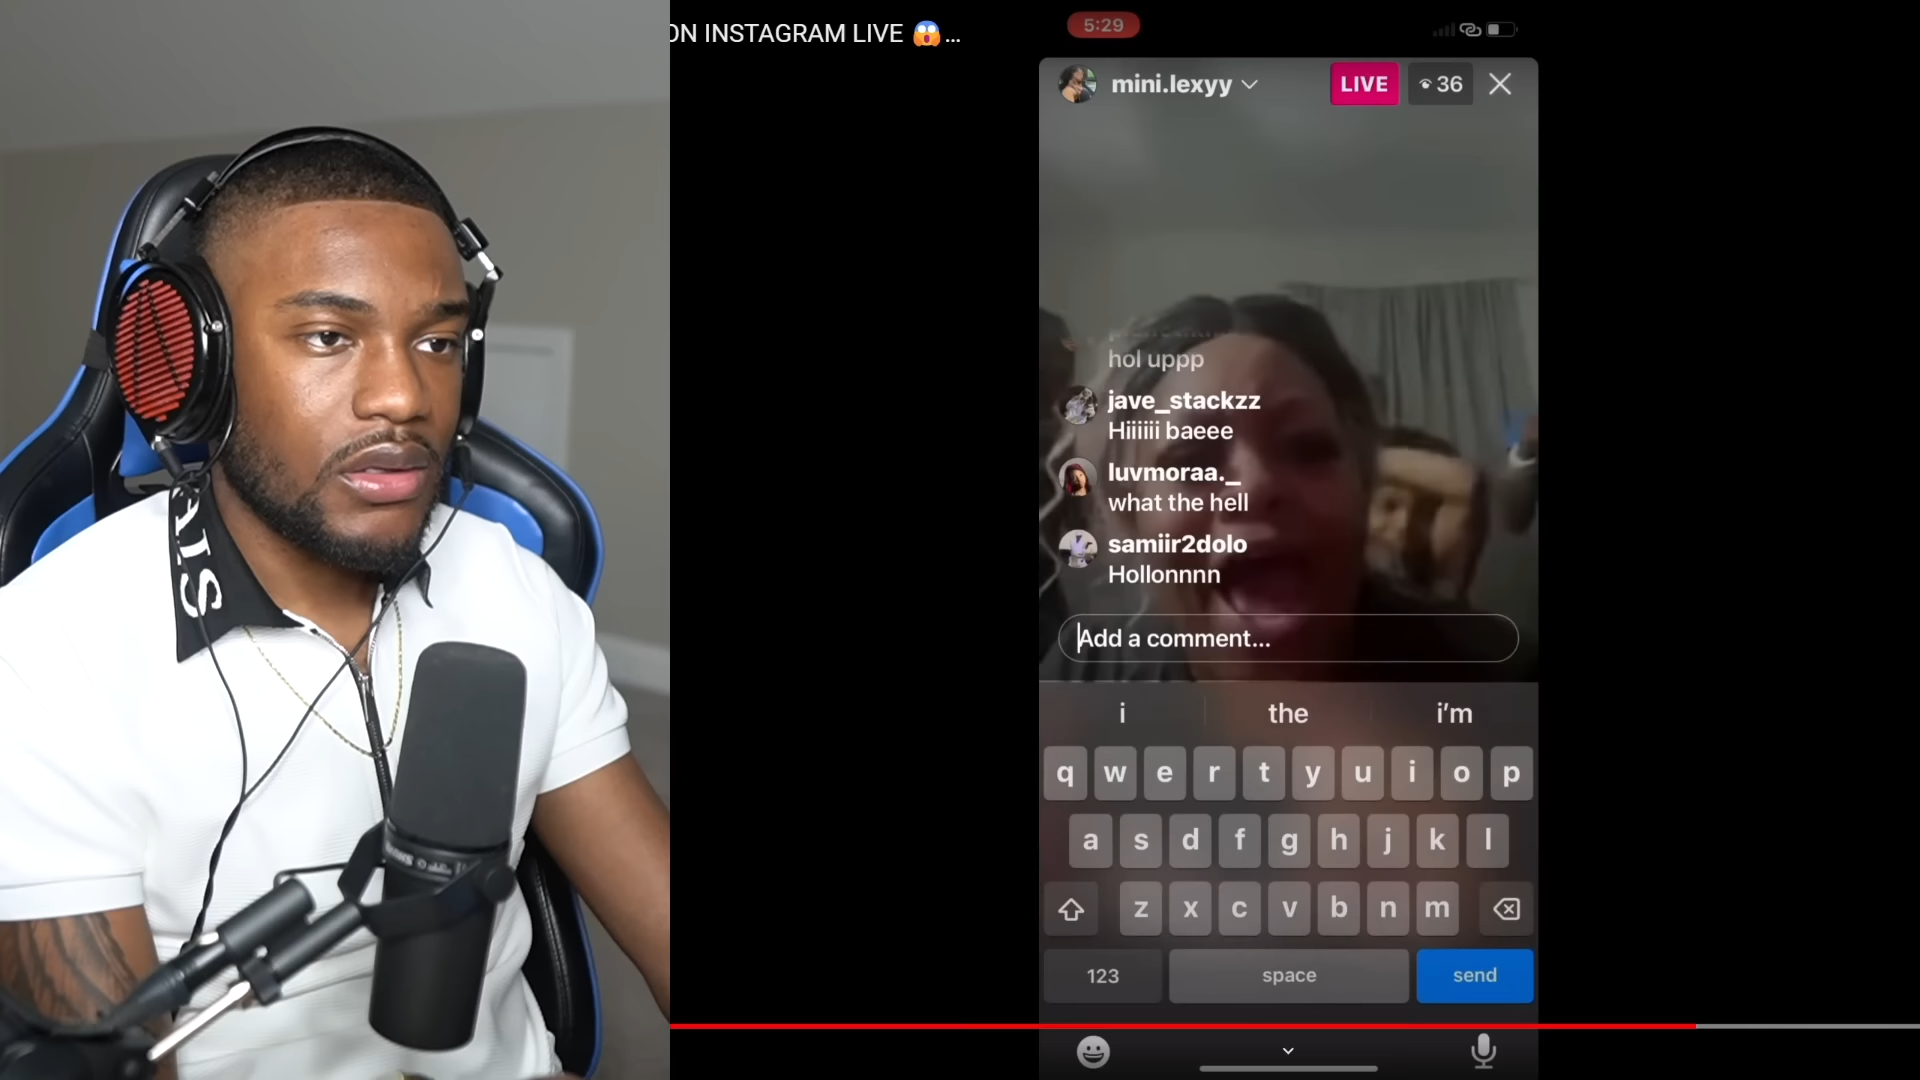 ON INSTAGRAM LIVE 😱...
5:29
mini.lexyy
LIVE
36
hol uppp
jave_stackzz
Hiiiiii baeee
luvmoraa._
what the hell
samiir2dolo
Hollonnnn
Add a comment...
i the i'm
q w e r t y u i o p
a s d f g h j k l
z x c v b n m
123 space send